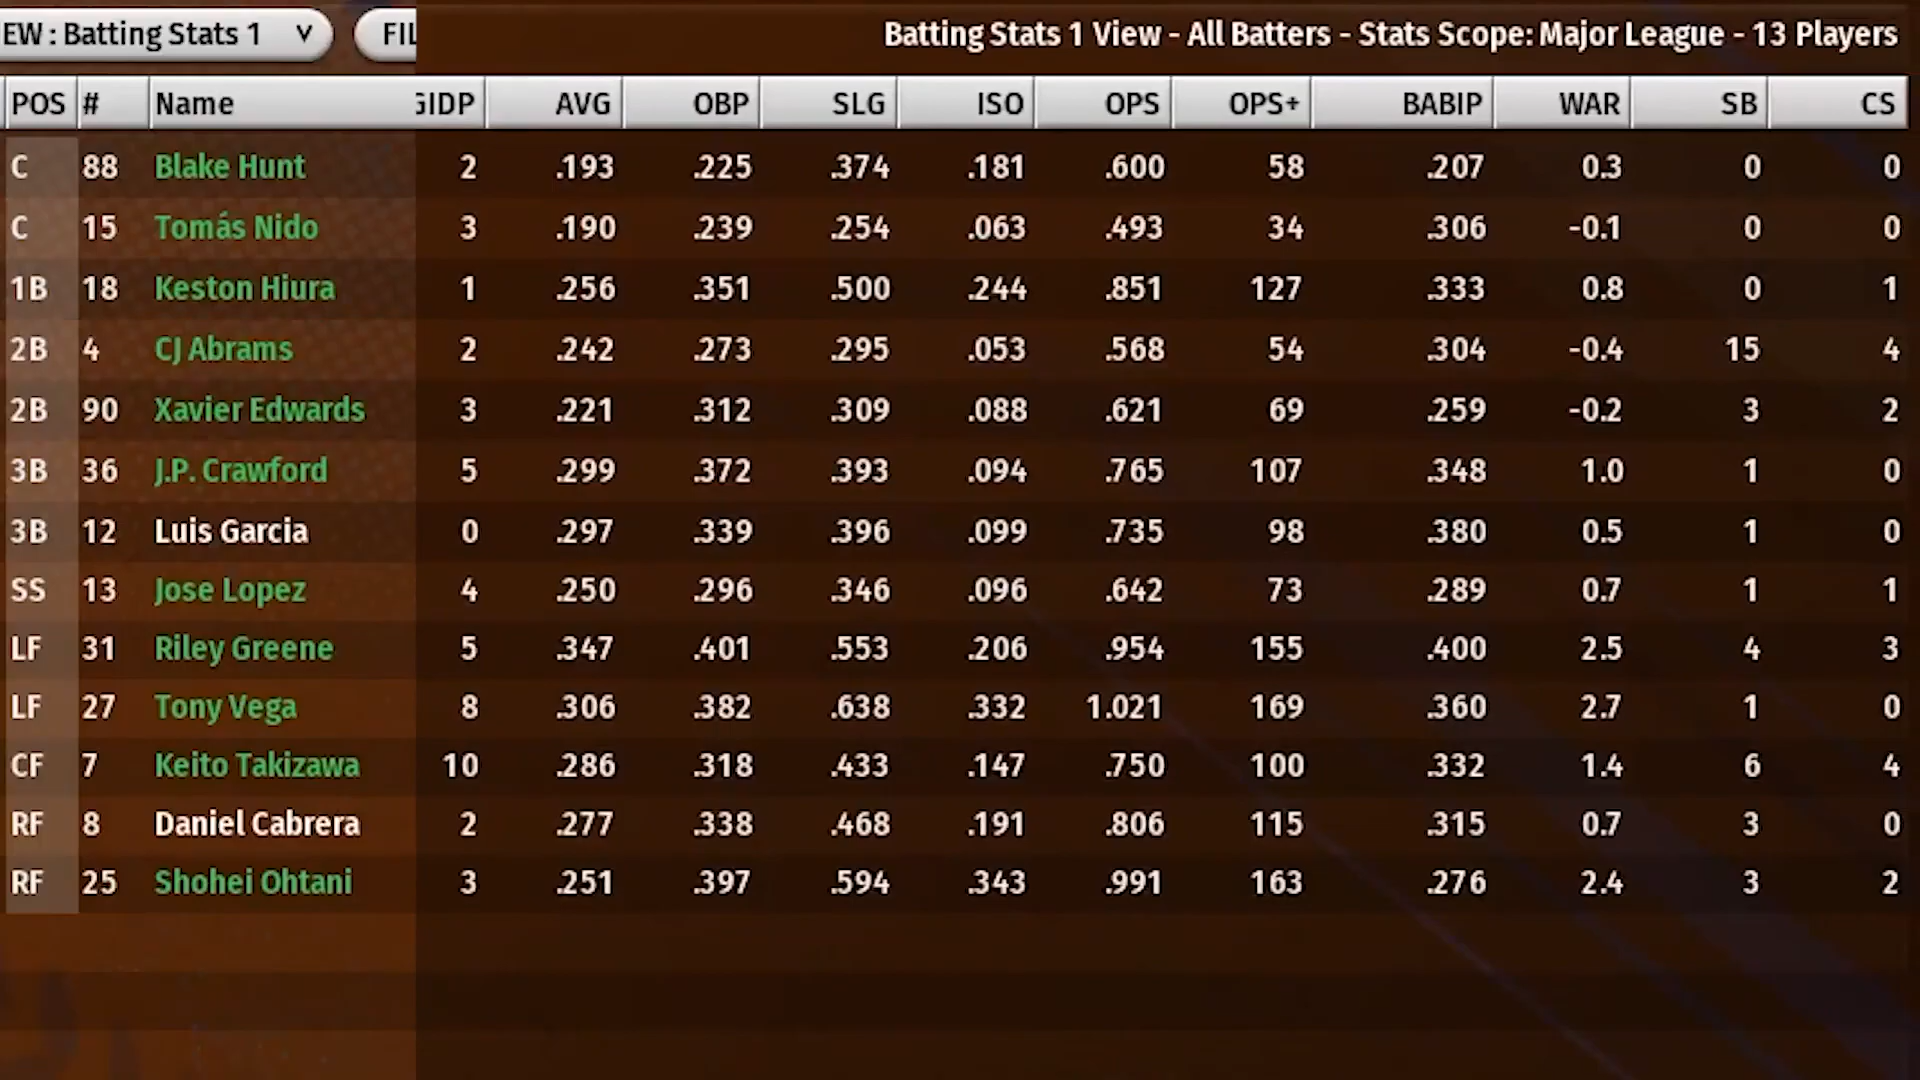 EW : Batting Stats 1 v FIL Batting Stats 1 View - All Batters - Stats Scope: Major League - 13 Players
POS # Name GIDP AVG OBP SLG ISO OPS OPS+ BABIP WAR SB CS
C 88 Blake Hunt 2 .193 .225 .374 .181 .600 58 .207 0.3 0 0
C 15 Tomás Nido 3 .190 .239 .254 .063 .493 34 .306 -0.1 0 0
1B 18 Keston Hiura 1 .256 .351 .500 .244 .851 127 .333 0.8 0 1
2B 4 CJ Abrams 2 .242 .273 .295 .053 .568 54 .304 -0.4 15 4
2B 90 Xavier Edwards 3 .221 .312 .309 .088 .621 69 .259 -0.2 3 2
3B 36 J.P. Crawford 5 .299 .372 .393 .094 .765 107 .348 1.0 1 0
3B 12 Luis Garcia 0 .297 .339 .396 .099 .735 98 .380 0.5 1 0
SS 13 Jose Lopez 4 .250 .296 .346 .096 .642 73 .289 0.7 1 1
LF 31 Riley Greene 5 .347 .401 .553 .206 .954 155 .400 2.5 4 3
LF 27 Tony Vega 8 .306 .382 .638 .332 1.021 169 .360 2.7 1 0
CF 7 Keito Takizawa 10 .286 .318 .433 .147 .750 100 .332 1.4 6 4
RF 8 Daniel Cabrera 2 .277 .338 .468 .191 .806 115 .315 0.7 3 0
RF 25 Shohei Ohtani 3 .251 .397 .594 .343 .991 163 .276 2.4 3 2